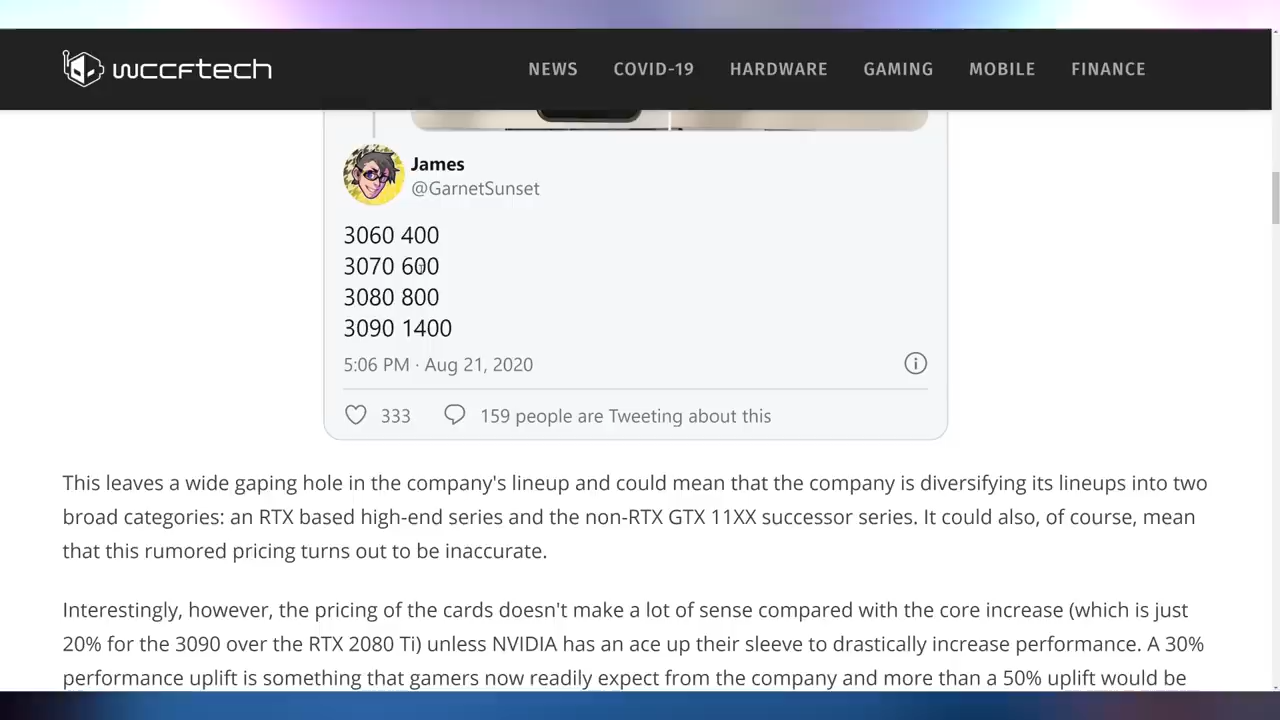 wccftech
NEWS COVID-19 HARDWARE GAMING MOBILE FINANCE
James
@GarnetSunset
3060 400
3070 600
3080 800
3090 1400
5:06 PM · Aug 21, 2020
333 159 people are Tweeting about this
This leaves a wide gaping hole in the company's lineup and could mean that the company is diversifying its lineups into two
broad categories: an RTX based high-end series and the non-RTX GTX 11XX successor series. It could also, of course, mean
that this rumored pricing turns out to be inaccurate.
Interestingly, however, the pricing of the cards doesn't make a lot of sense compared with the core increase (which is just
20% for the 3090 over the RTX 2080 Ti) unless NVIDIA has an ace up their sleeve to drastically increase performance. A 30%
performance uplift is something that gamers now readily expect from the company and more than a 50% uplift would be